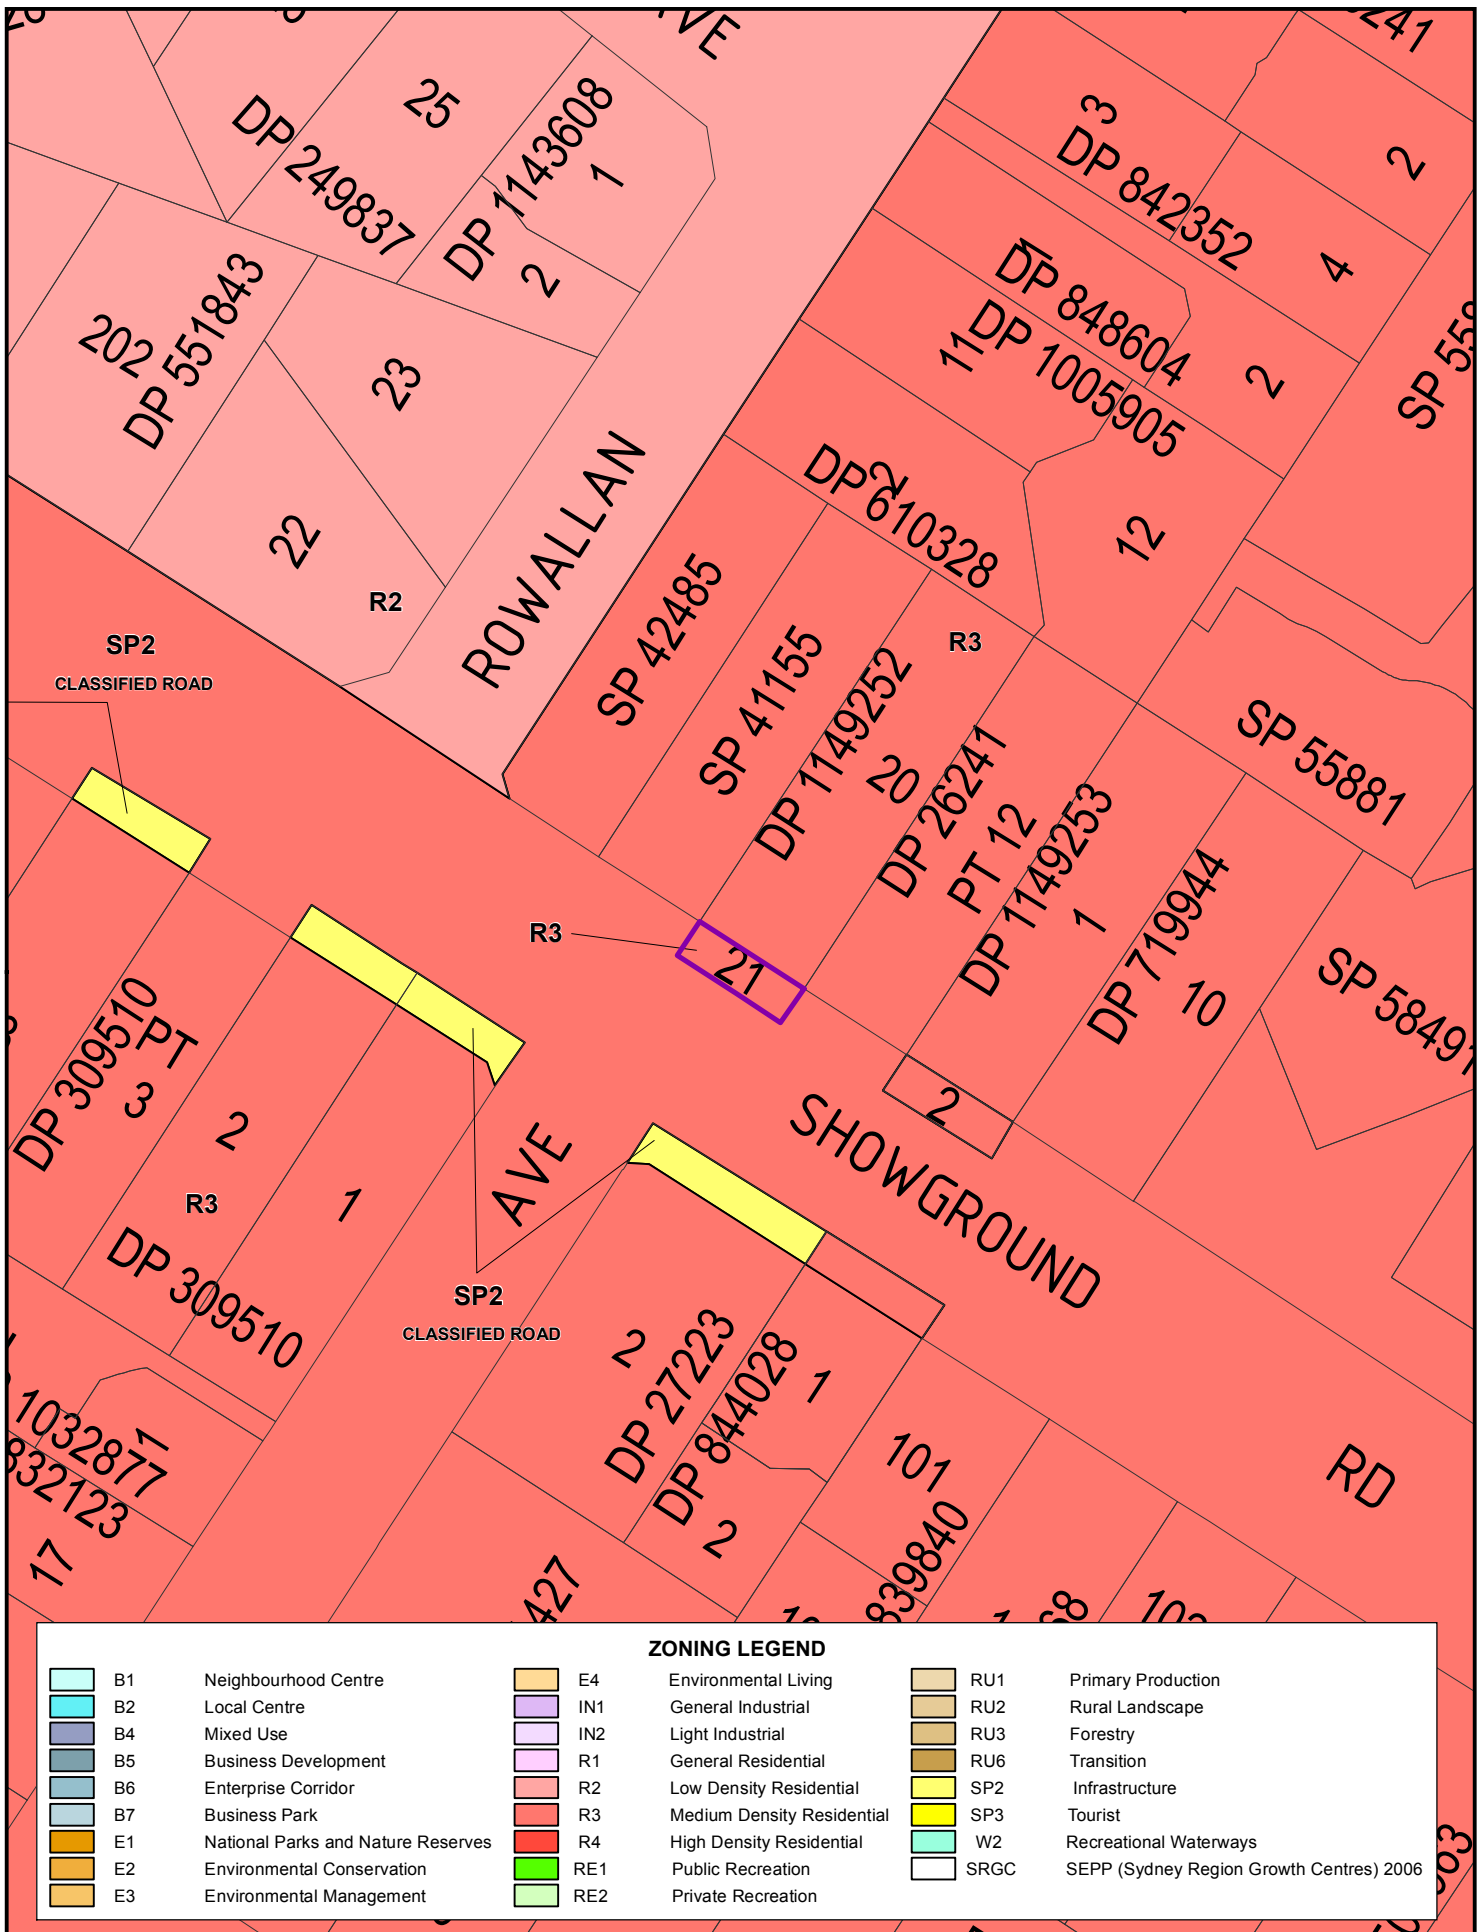 AVE
25
DP 249837
DP 1143608
1
2
3
DP 842352
2
4
DP 848604
DP 1005905
11
2
12
202
DP 551843
23
22
R2
ROWALLAN
2
DP 610328
R3
SP 42485
SP 41155
DP 1149252
20
DP 26241
PT 12
DP 1149253
1
DP 719944
10
SP 55881
SP 58491
SP2
CLASSIFIED ROAD
R3
21
2
SHOWGROUND
RD
DP 309510
PT
3
2
1
R3
DP 309510
AVE
SP2
CLASSIFIED ROAD
2
DP 27223
DP 844028
1
2
101
839840
1032877
1
832123
17
ZONING LEGEND
B1 Neighbourhood Centre
B2 Local Centre
B4 Mixed Use
B5 Business Development
B6 Enterprise Corridor
B7 Business Park
E1 National Parks and Nature Reserves
E2 Environmental Conservation
E3 Environmental Management
E4 Environmental Living
IN1 General Industrial
IN2 Light Industrial
R1 General Residential
R2 Low Density Residential
R3 Medium Density Residential
R4 High Density Residential
RE1 Public Recreation
RE2 Private Recreation
RU1 Primary Production
RU2 Rural Landscape
RU3 Forestry
RU6 Transition
SP2 Infrastructure
SP3 Tourist
W2 Recreational Waterways
SRGC SEPP (Sydney Region Growth Centres) 2006